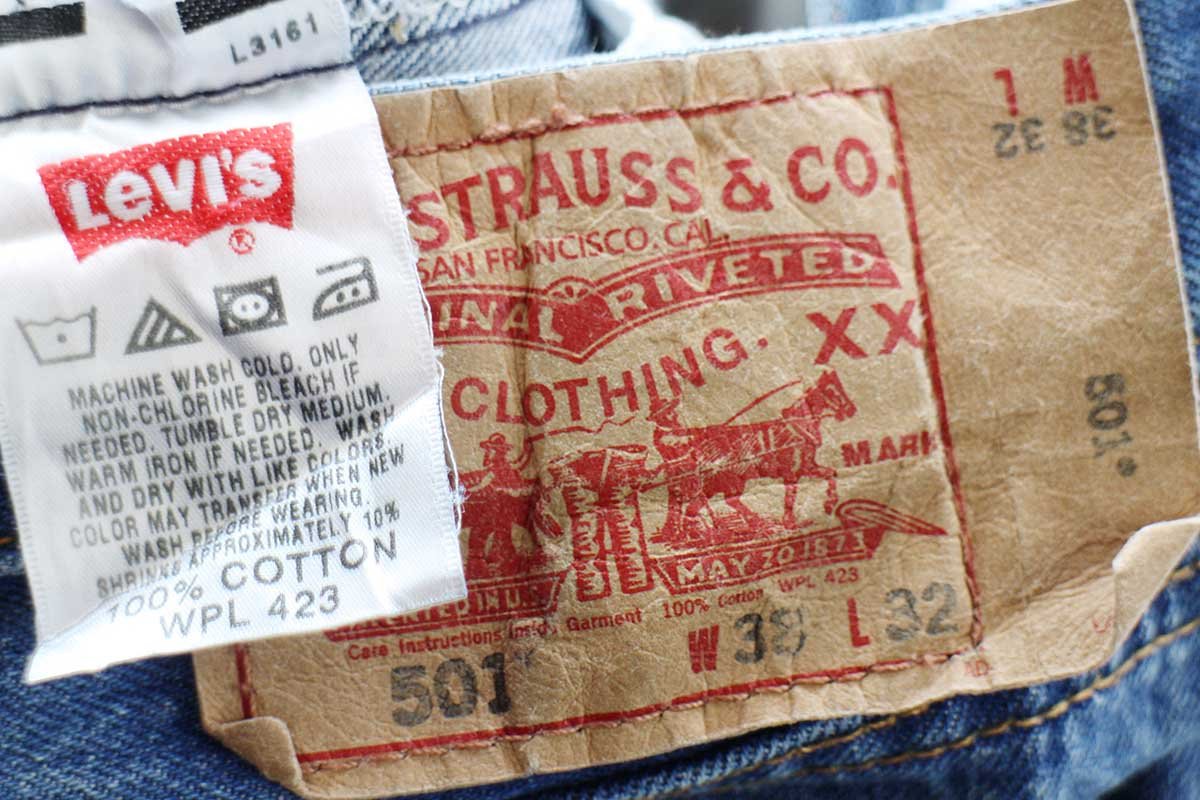 L3161
Levi's
®
MACHINE WASH COLD. ONLY
NON-CHLORINE BLEACH IF
NEEDED. TUMBLE DRY MEDIUM.
WARM IRON IF NEEDED. WASH
AND DRY WITH LIKE COLORS.
COLOR MAY TRANSFER WHEN NEW
WASH BEFORE WEARING.
SHRINKS APPROXIMATELY 10%
100% COTTON
WPL 423
STRAUSS & CO.
SAN FRANCISCO, CAL.
INAL RIVETED
CLOTHING. XX
MARK
MAY 20 1873
WPL 423
Care Instructions Inside Garment 100% Cotton
501 W 38 L 32
W L
38 32
501